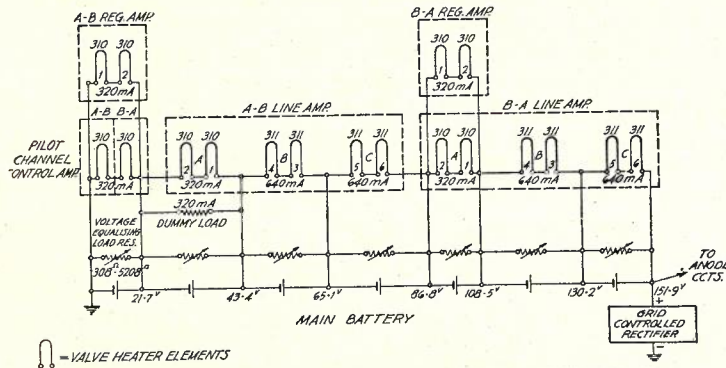 A-B REG. AMP.
310 310
1 2
320mA
B-A REG. AMP.
310 310
1 2
320mA
A-B B-A
310 310
320mA
PILOT
CHANNEL
CONTROL AMP.
A-B LINE AMP.
310 310
2 A 1
320mA
311 311
4 B 3
640mA
311 311
5 C 6
640mA
B-A LINE AMP.
310 310
2 A 1
320mA
311 311
4 B 3
640mA
311 311
5 C 6
640mA
320mA
DUMMY LOAD
VOLTAGE
EQUALISING
LOAD RES.
308Ω-5208Ω
21·7V
43·4V
65·1V
86·8V
108·5V
130·2V
151·9V
TO
ANODE
CCTS.
MAIN BATTERY
+
GRID
CONTROLLED
RECTIFIER
-
= VALVE HEATER ELEMENTS